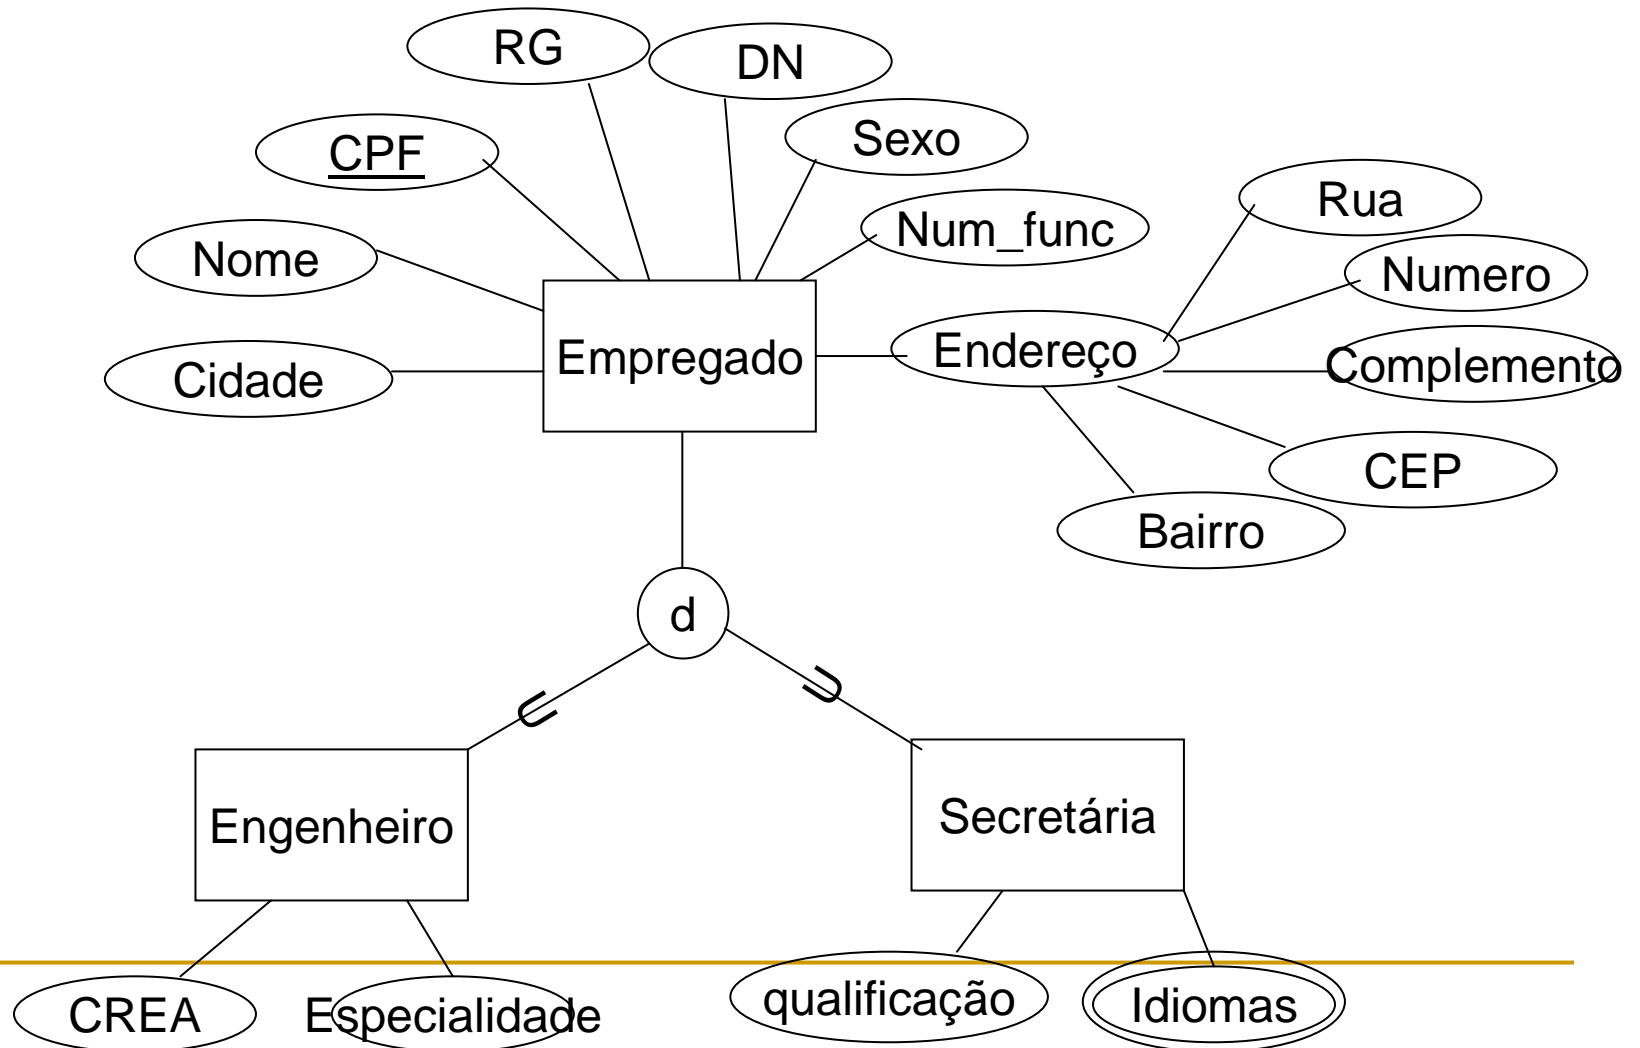 RG
DN
CPF
Sexo
Rua
Nome
Num_func
Numero
Cidade
Empregado
Endereço
Complemento
CEP
Bairro
d
Engenheiro
Secretária
CREA
Especialidade
qualificação
Idiomas